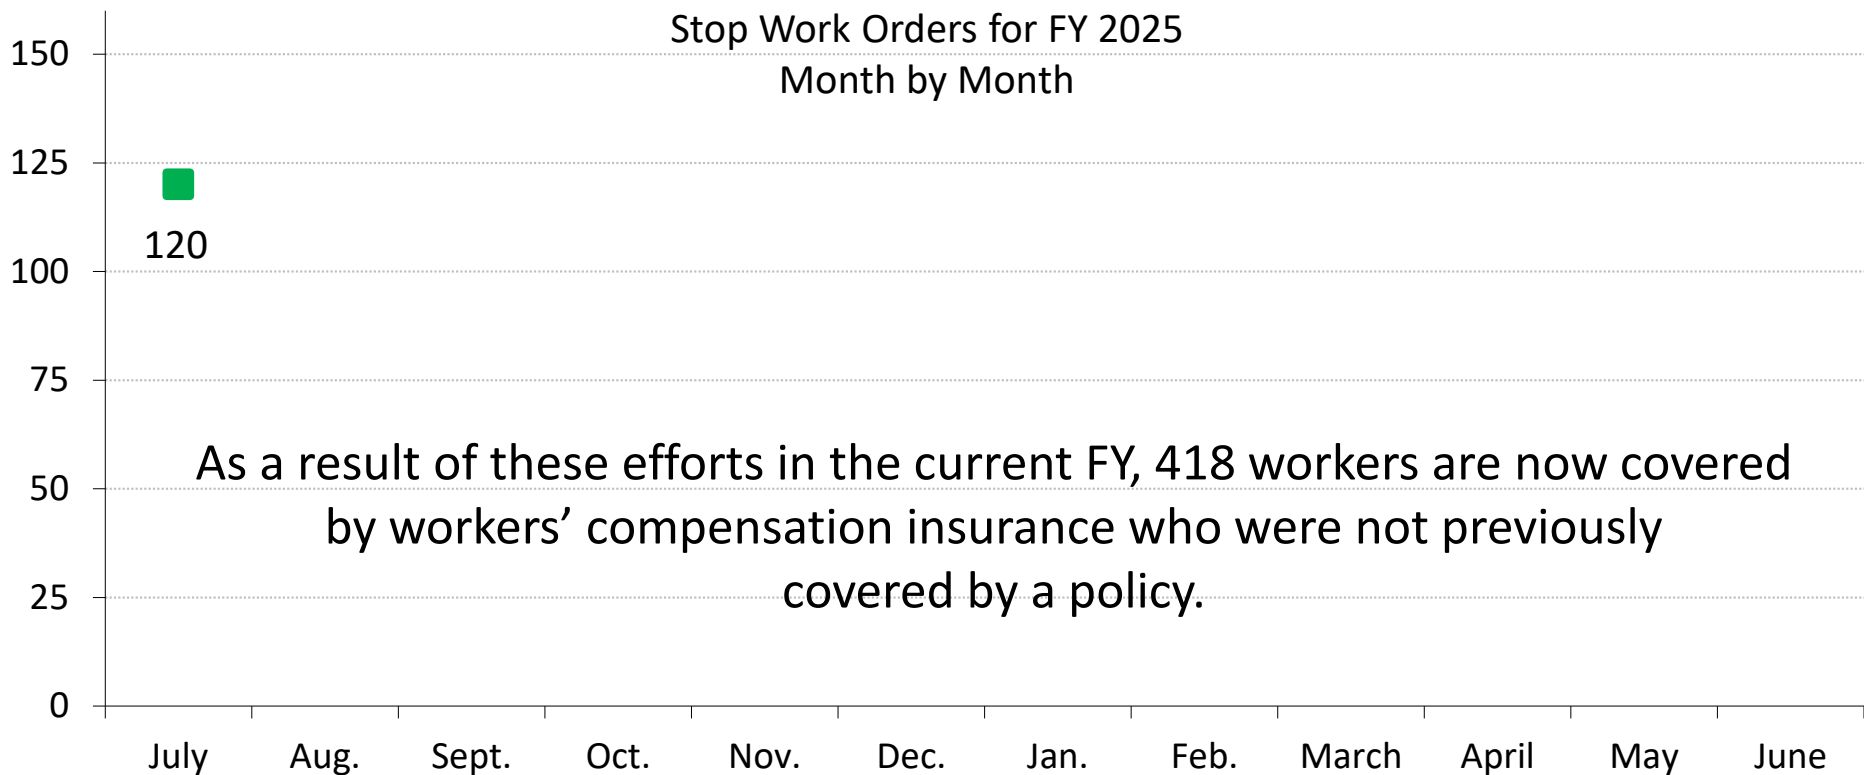 Stop Work Orders for FY 2025
Month by Month
150
125
120
100
75
As a result of these efforts in the current FY, 418 workers are now covered
50
by workers’ compensation insurance who were not previously
25
covered by a policy.
0
July Aug. Sept. Oct. Nov. Dec. Jan. Feb. March April May June